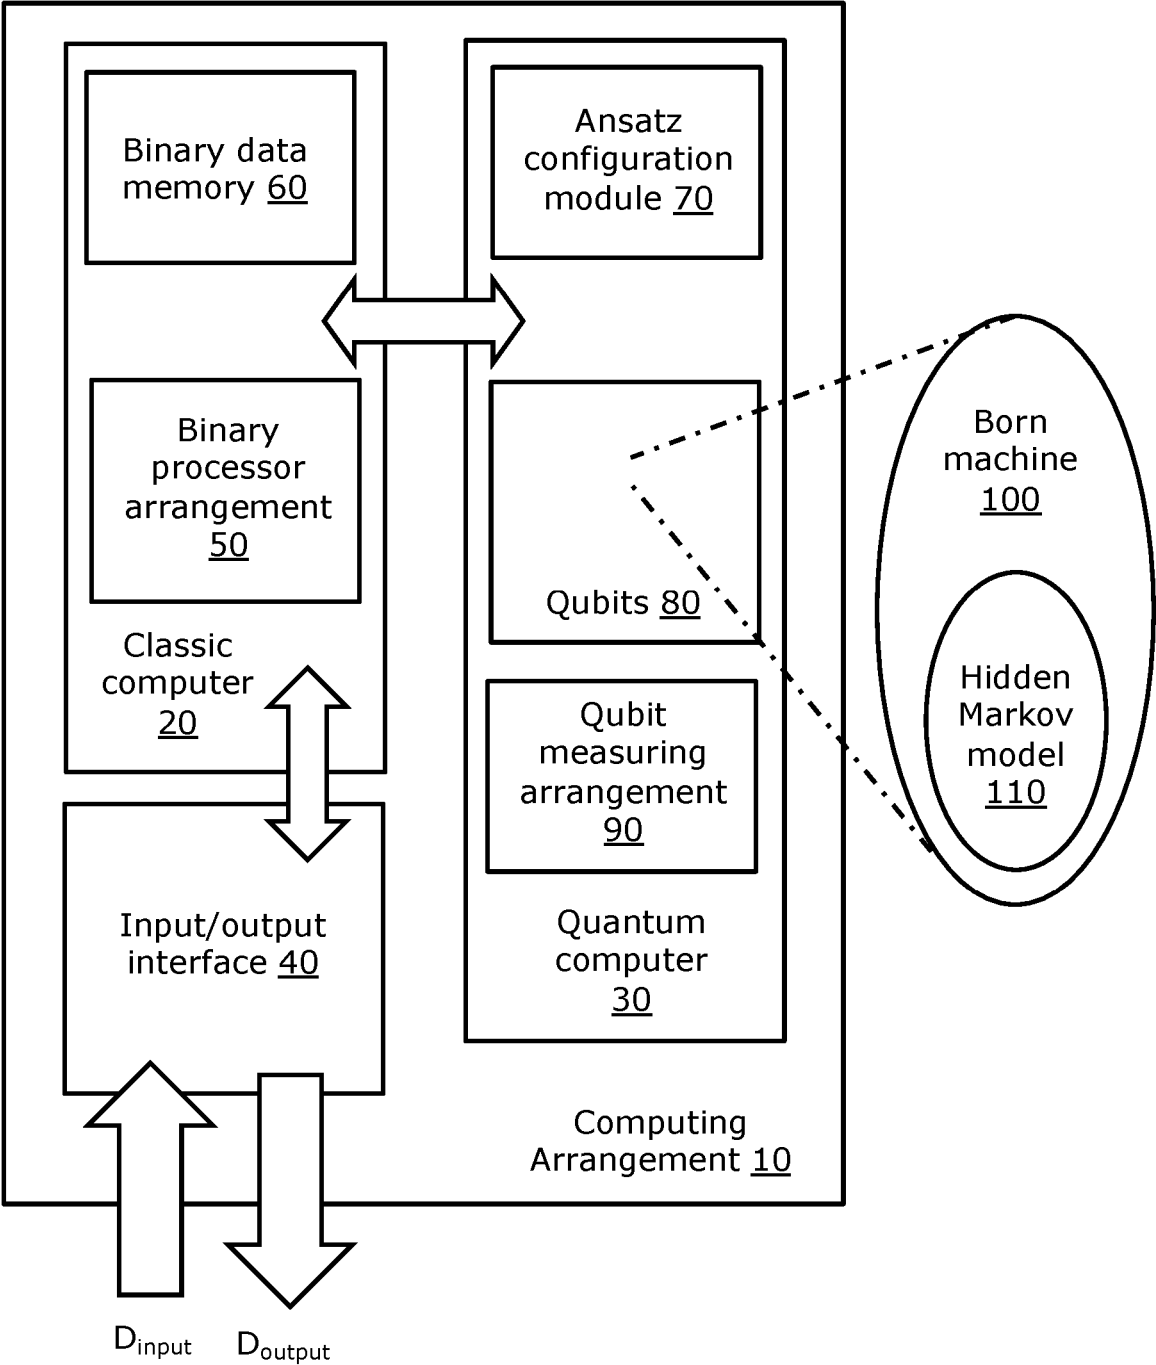 Binary data
memory 60
Binary
processor
arrangement
50
Classic
computer
20
Input/output
interface 40
Ansatz
configuration
module 70
Qubits 80
Qubit
measuring
arrangement
90
Quantum
computer
30
Computing
Arrangement 10
Born
machine
100
Hidden
Markov
model
110
Dinput
Doutput